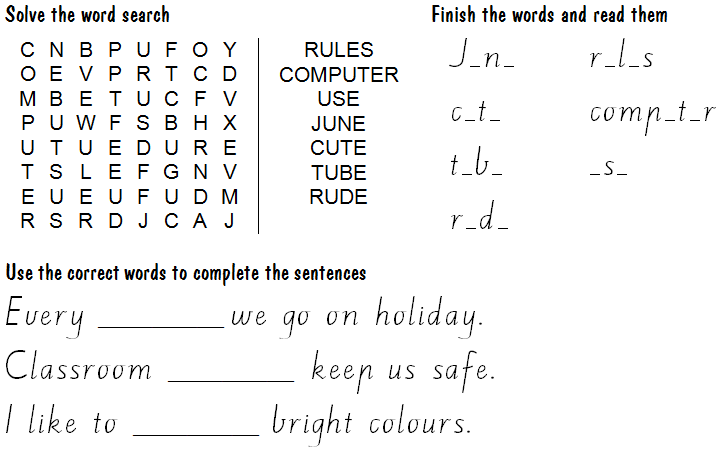 Solve the word search
C N B P U F O Y
O E V P R T C D
M B E T U C F V
P U W F S B H X
U T U E D U R E
T S L E F G N V
E U E U F U D M
R S R D J C A J
RULES
COMPUTER
USE
JUNE
CUTE
TUBE
RUDE
Finish the words and read them
J_n_ r_l_s
c_t_ comp_t_r
t_b_ _s_
r_d_
Use the correct words to complete the sentences
Every ________ we go on holiday.
Classroom ________ keep us safe.
I like to ________ bright colours.